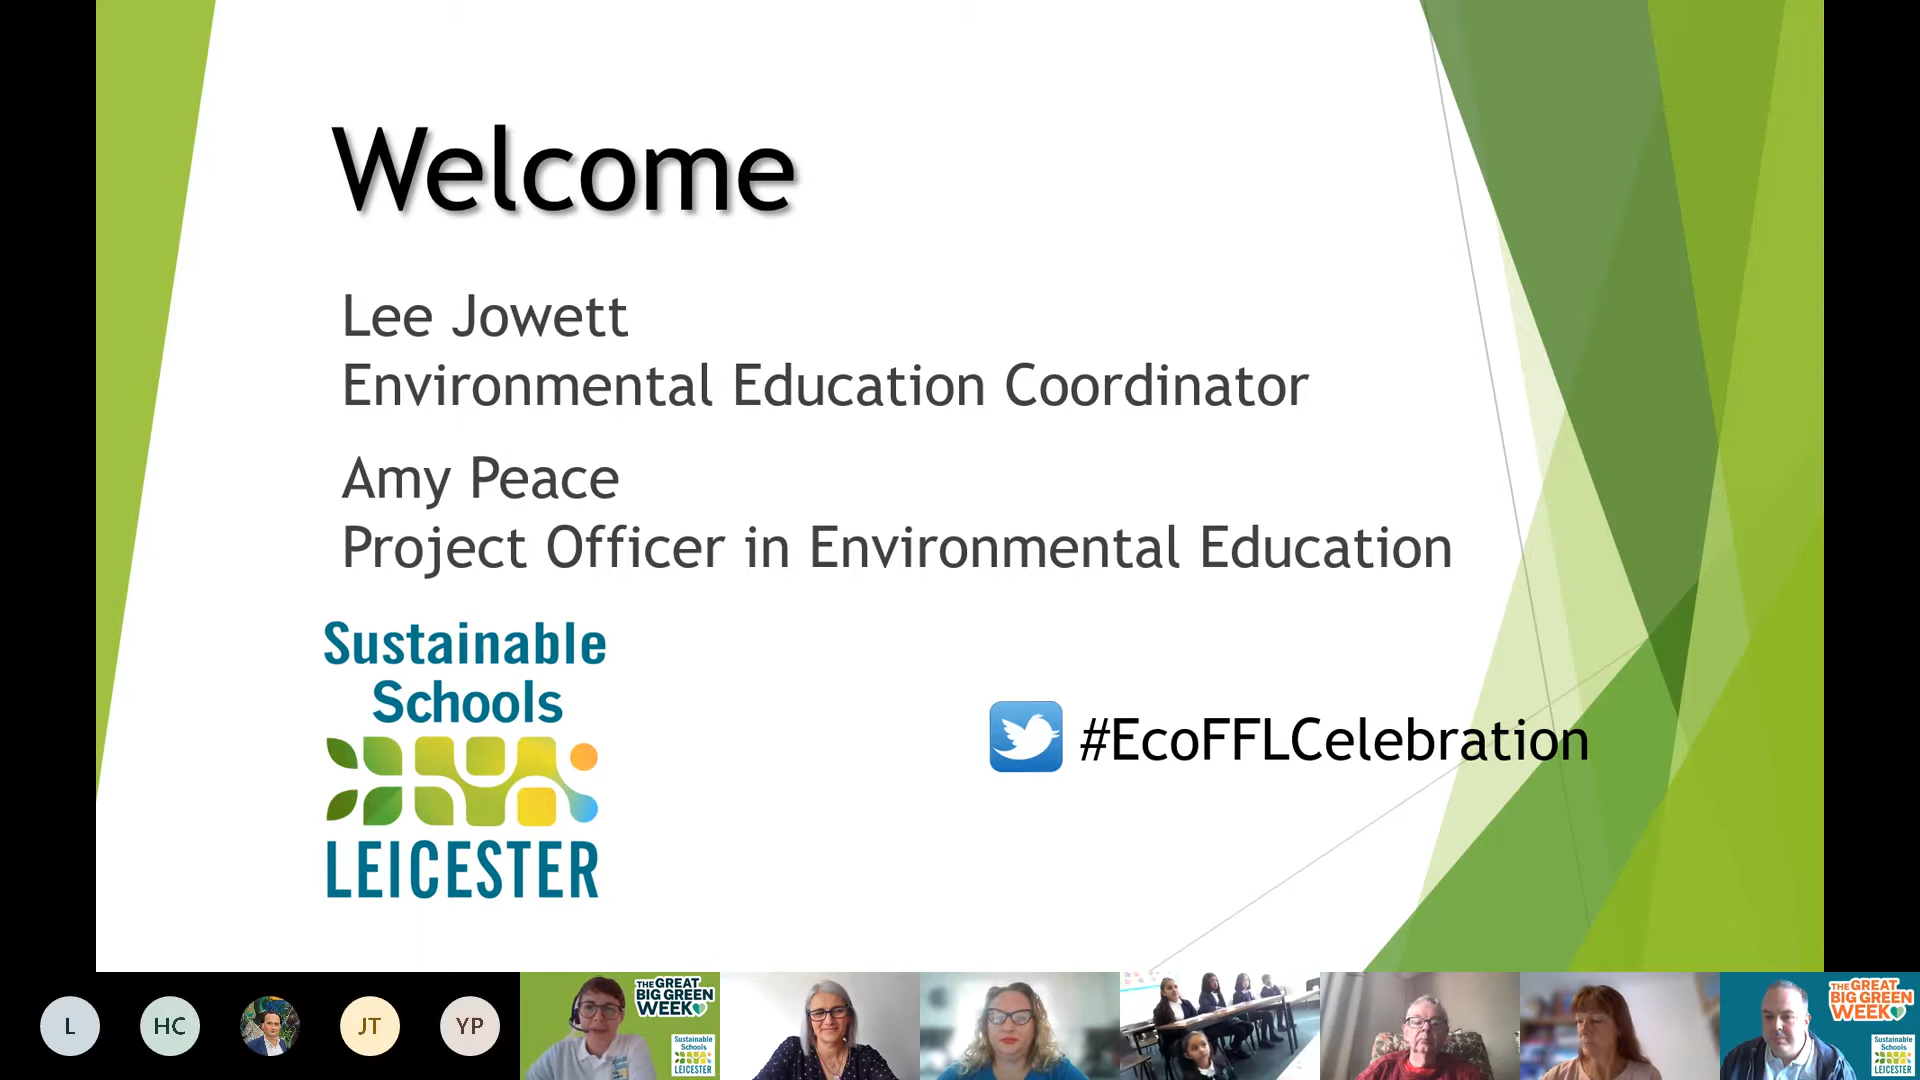 Welcome
Lee Jowett
Environmental Education Coordinator
Amy Peace
Project Officer in Environmental Education
Sustainable
Schools
LEICESTER
#EcoFFLCelebration
L
HC
JT
YP
THE GREAT
BIG GREEN
WEEK
Sustainable
Schools
LEICESTER
THE GREAT
BIG GREEN
WEEK
Sustainable
Schools
LEICESTER